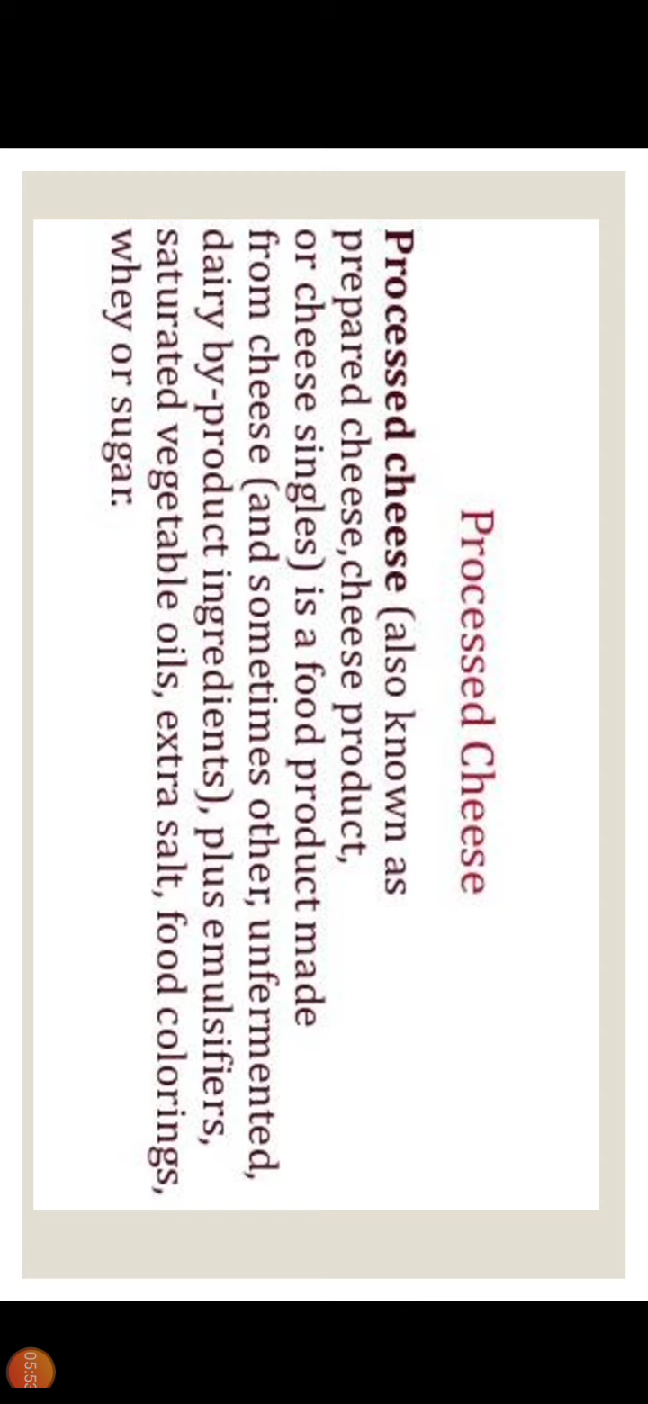 Processed Cheese
Processed cheese (also known as
prepared cheese,cheese product,
or cheese singles) is a food product made
from cheese (and sometimes other, unfermented,
dairy by-product ingredients), plus emulsifiers,
saturated vegetable oils, extra salt, food colorings,
whey or sugar.